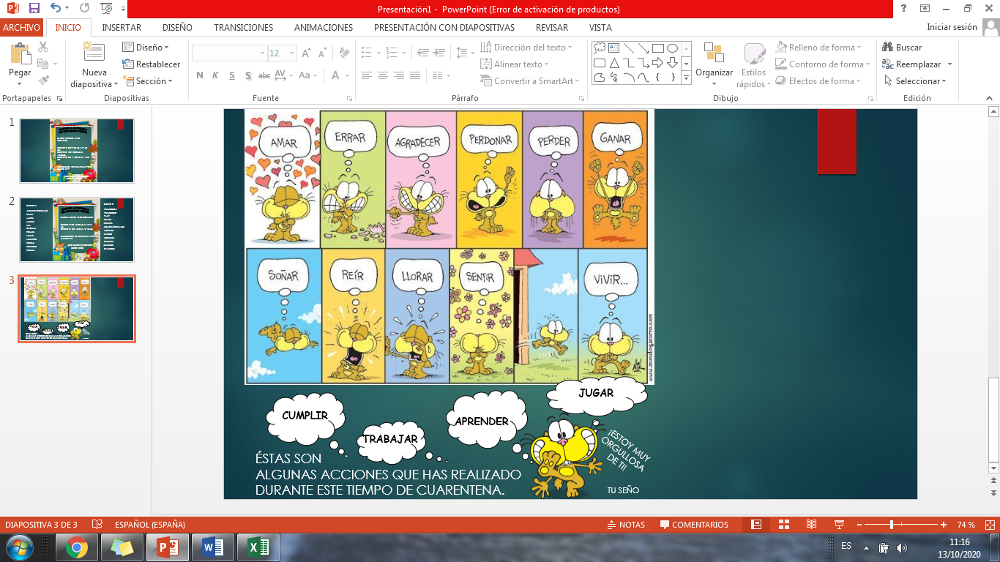 Presentación1 - PowerPoint (Error de activación de productos)
ARCHIVO INICIO INSERTAR DISEÑO TRANSICIONES ANIMACIONES PRESENTACIÓN CON DIAPOSITIVAS REVISAR VISTA Iniciar sesión
Pegar
Portapapeles
Nueva diapositiva
Diseño
Restablecer
Sección
Diapositivas
12
N K S S abc AV Aa A
Fuente
Dirección del texto
Alinear texto
Convertir a SmartArt
Párrafo
Organizar
Estilos rápidos
Relleno de forma
Contorno de forma
Efectos de forma
Dibujo
Buscar
Reemplazar
Seleccionar
Edición
1
2
3
AMAR
ERRAR
AGRADECER
PERDONAR
PERDER
GANAR
SOÑAR
REÍR
LLORAR
SENTIR
VIVIR...
www.mundogaturro.com
NIK
CUMPLIR
TRABAJAR
APRENDER
JUGAR
¡ESTOY MUY
ORGULLOSA
DE TI!
TU SEÑO
ÉSTAS SON
ALGUNAS ACCIONES QUE HAS REALIZADO
DURANTE ESTE TIEMPO DE CUARENTENA.
DIAPOSITIVA 3 DE 3 ESPAÑOL (ESPAÑA) NOTAS COMENTARIOS 74 %
ES
11:16
13/10/2020